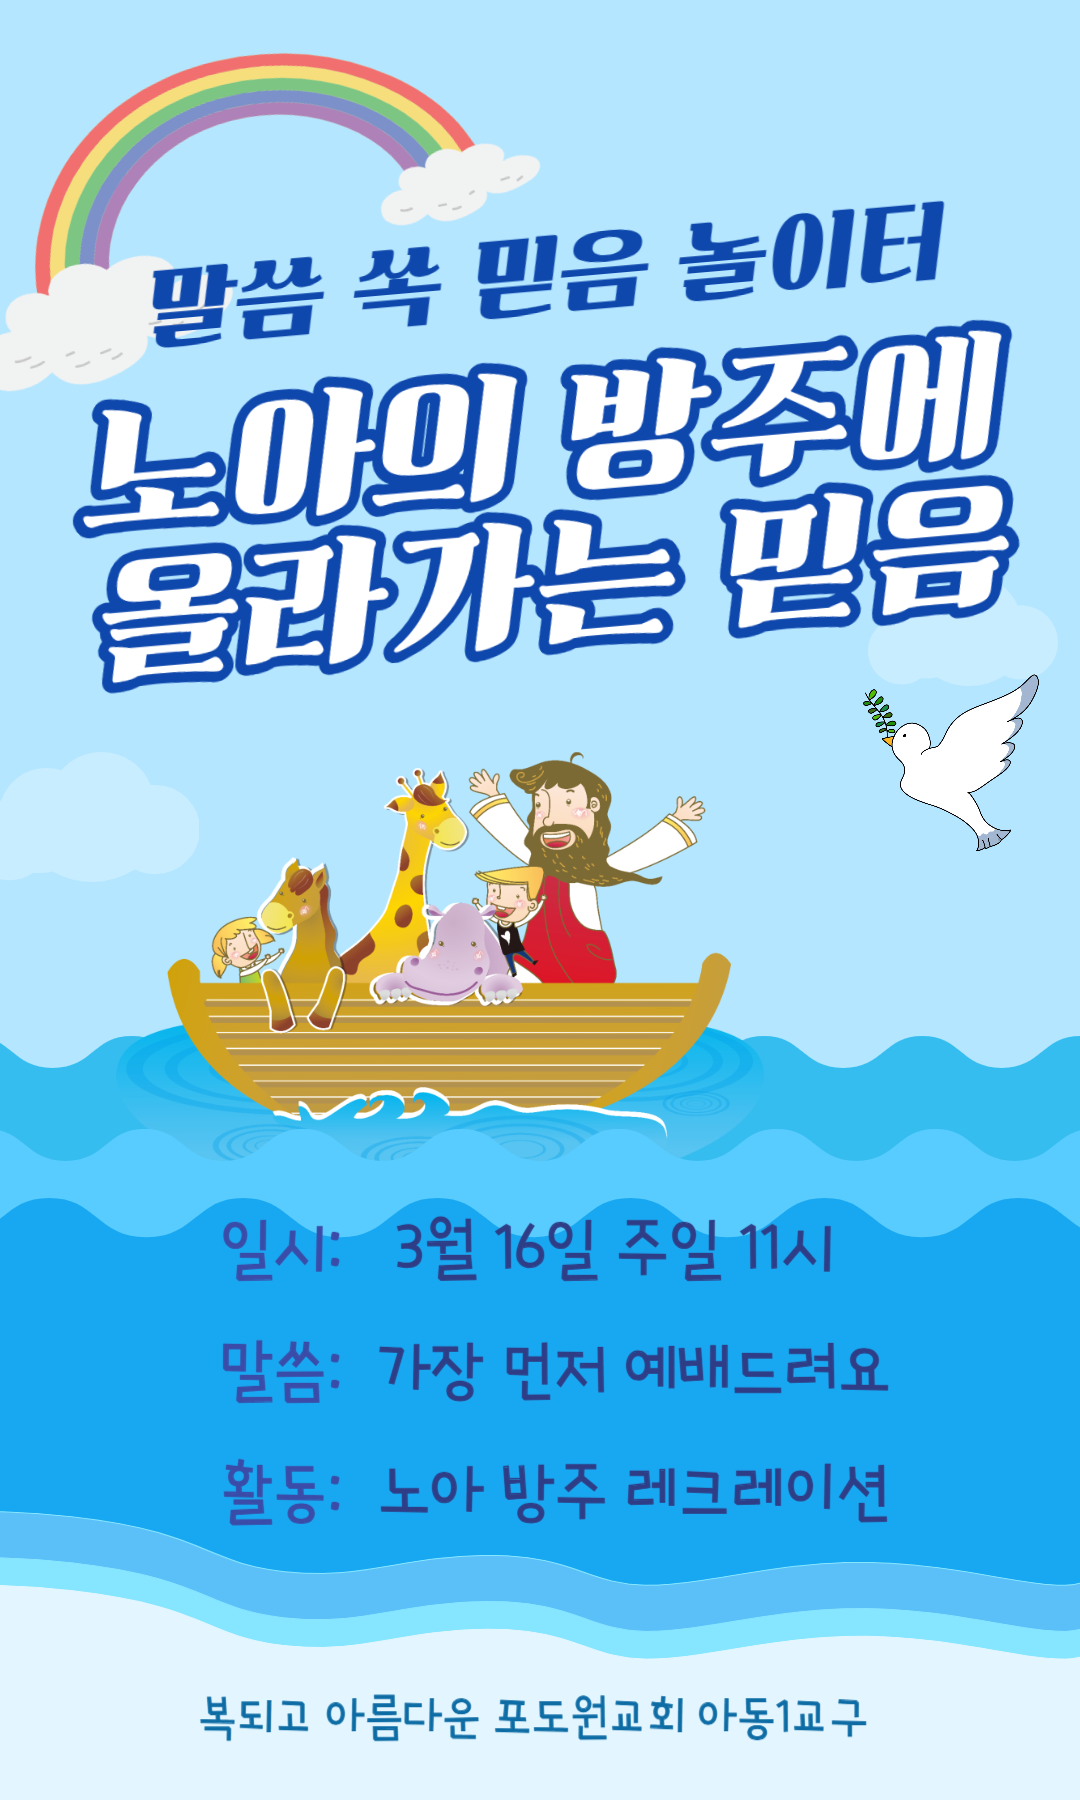 말씀 쏙 믿음 놀이터
노아의 방주에
올라가는 믿음
일시: 3월 16일 주일 11시
말씀: 가장 먼저 예배드려요
활동: 노아 방주 레크레이션
복되고 아름다운 포도원교회 아동1교구